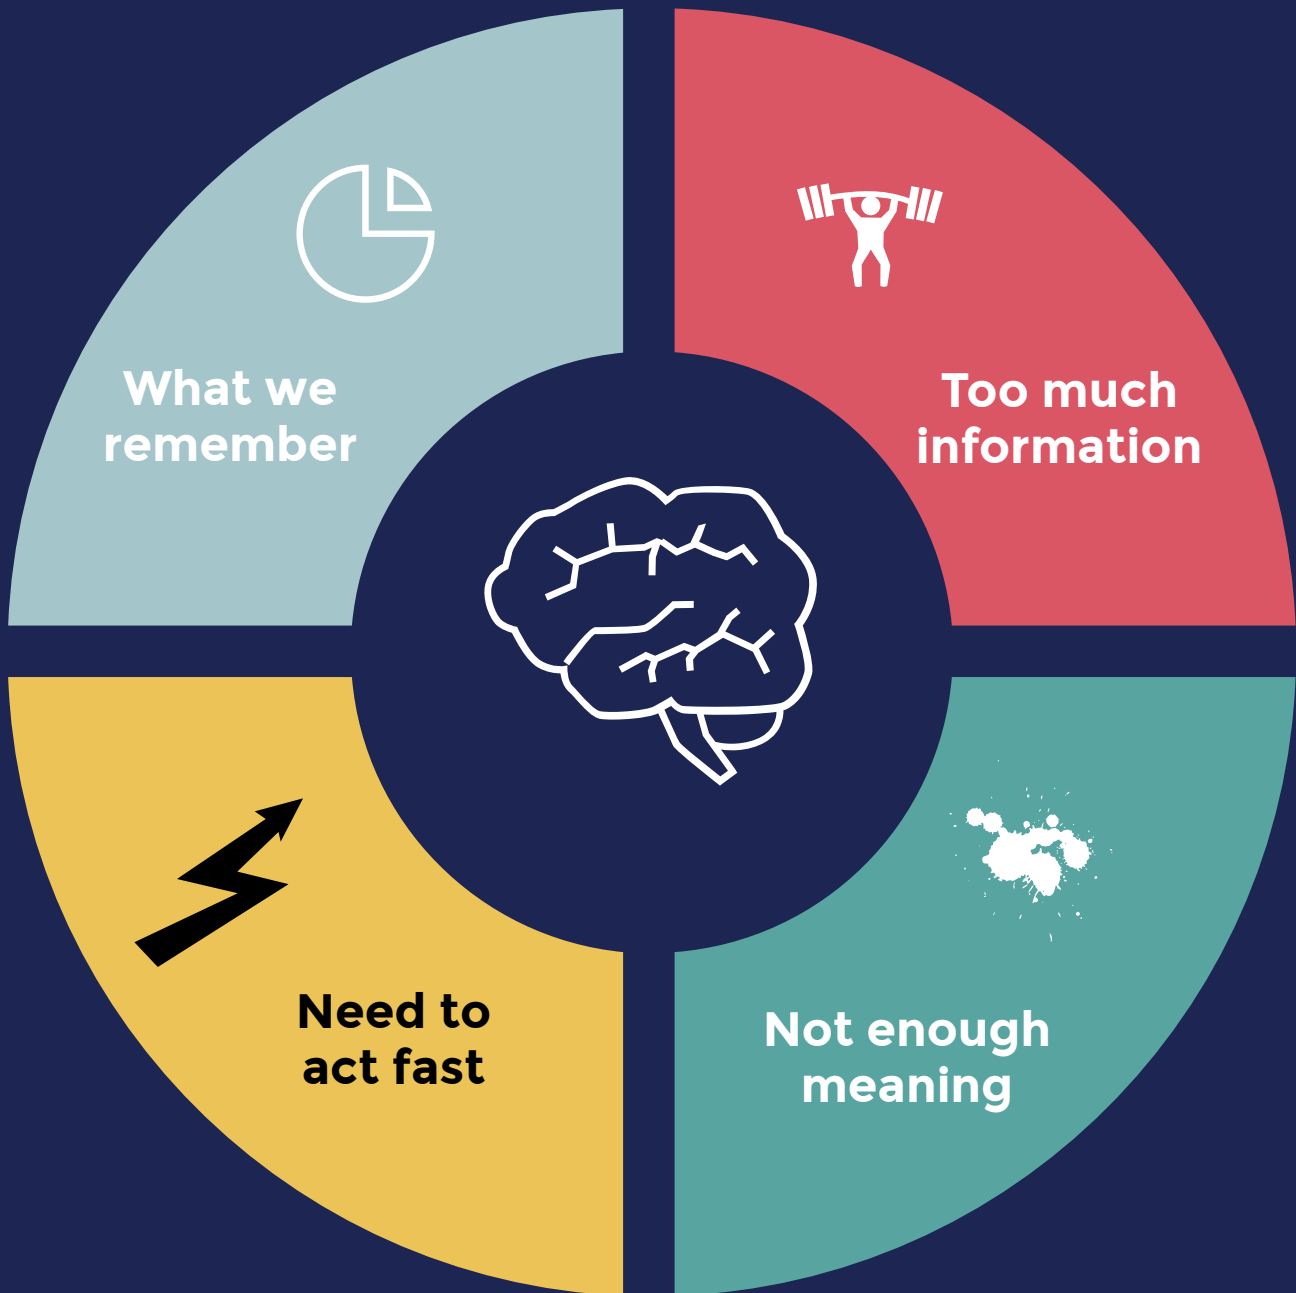 What we
remember
Too much
information
Need to
act fast
Not enough
meaning